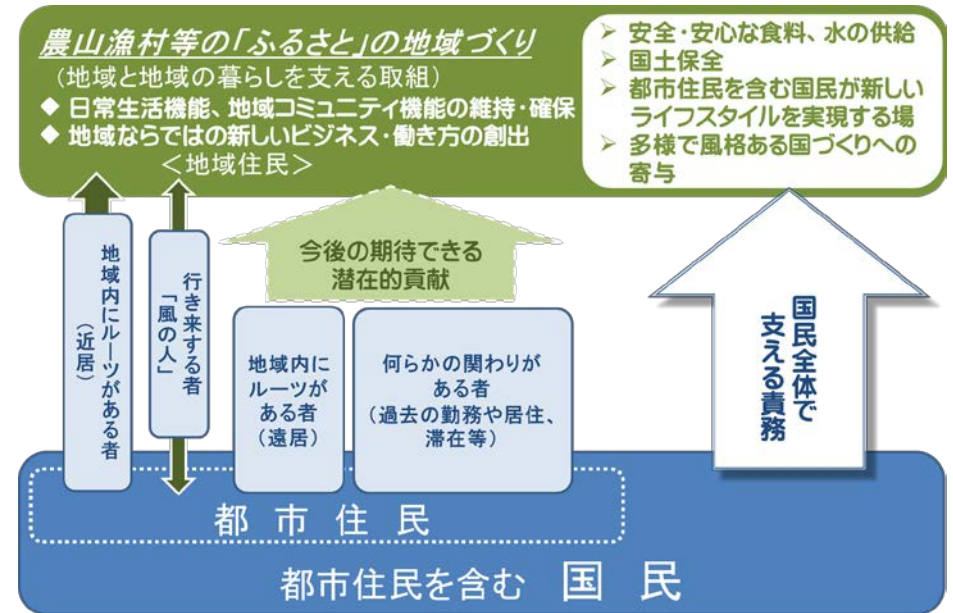 農山漁村等の「ふるさと」の地域づくり
（地域と地域の暮らしを支える取組）
◆ 日常生活機能、地域コミュニティ機能の維持・確保
◆ 地域ならではの新しいビジネス・働き方の創出
＜地域住民＞
➢ 安全・安心な食料、水の供給
➢ 国土保全
➢ 都市住民を含む国民が新しい
ライフスタイルを実現する場
➢ 多様で風格ある国づくりへの
寄与
地域内にルーツがある者
（近居）
行き来する者
「風の人」
今後の期待できる
潜在的貢献
地域内に
ルーツが
ある者
（遠居）
何らかの関わりが
ある者
（過去の勤務や居住、
滞在等）
国民全体で
支える責務
都市住民
都市住民を含む 国民